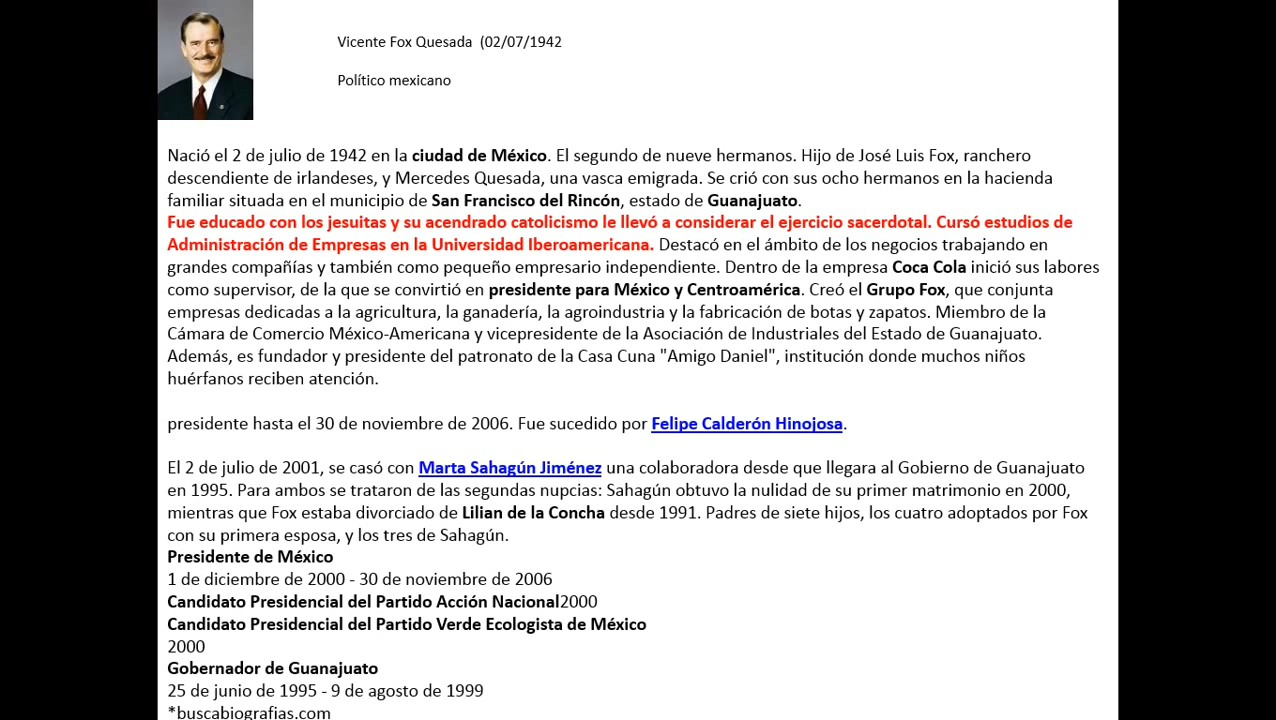 Vicente Fox Quesada  (02/07/1942
Político mexicano
Nació el 2 de julio de 1942 en la ciudad de México. El segundo de nueve hermanos. Hijo de José Luis Fox, ranchero
descendiente de irlandeses, y Mercedes Quesada, una vasca emigrada. Se crió con sus ocho hermanos en la hacienda
familiar situada en el municipio de San Francisco del Rincón, estado de Guanajuato.
Fue educado con los jesuitas y su acendrado catolicismo le llevó a considerar el ejercicio sacerdotal. Cursó estudios de
Administración de Empresas en la Universidad Iberoamericana. Destacó en el ámbito de los negocios trabajando en
grandes compañías y también como pequeño empresario independiente. Dentro de la empresa Coca Cola inició sus labores
como supervisor, de la que se convirtió en presidente para México y Centroamérica. Creó el Grupo Fox, que conjunta
empresas dedicadas a la agricultura, la ganadería, la agroindustria y la fabricación de botas y zapatos. Miembro de la
Cámara de Comercio México-Americana y vicepresidente de la Asociación de Industriales del Estado de Guanajuato.
Además, es fundador y presidente del patronato de la Casa Cuna "Amigo Daniel", institución donde muchos niños
huérfanos reciben atención.
presidente hasta el 30 de noviembre de 2006. Fue sucedido por Felipe Calderón Hinojosa.
El 2 de julio de 2001, se casó con Marta Sahagún Jiménez una colaboradora desde que llegara al Gobierno de Guanajuato
en 1995. Para ambos se trataron de las segundas nupcias: Sahagún obtuvo la nulidad de su primer matrimonio en 2000,
mientras que Fox estaba divorciado de Lilian de la Concha desde 1991. Padres de siete hijos, los cuatro adoptados por Fox
con su primera esposa, y los tres de Sahagún.
Presidente de México
1 de diciembre de 2000 - 30 de noviembre de 2006
Candidato Presidencial del Partido Acción Nacional2000
Candidato Presidencial del Partido Verde Ecologista de México
2000
Gobernador de Guanajuato
25 de junio de 1995 - 9 de agosto de 1999
*buscabiografias.com